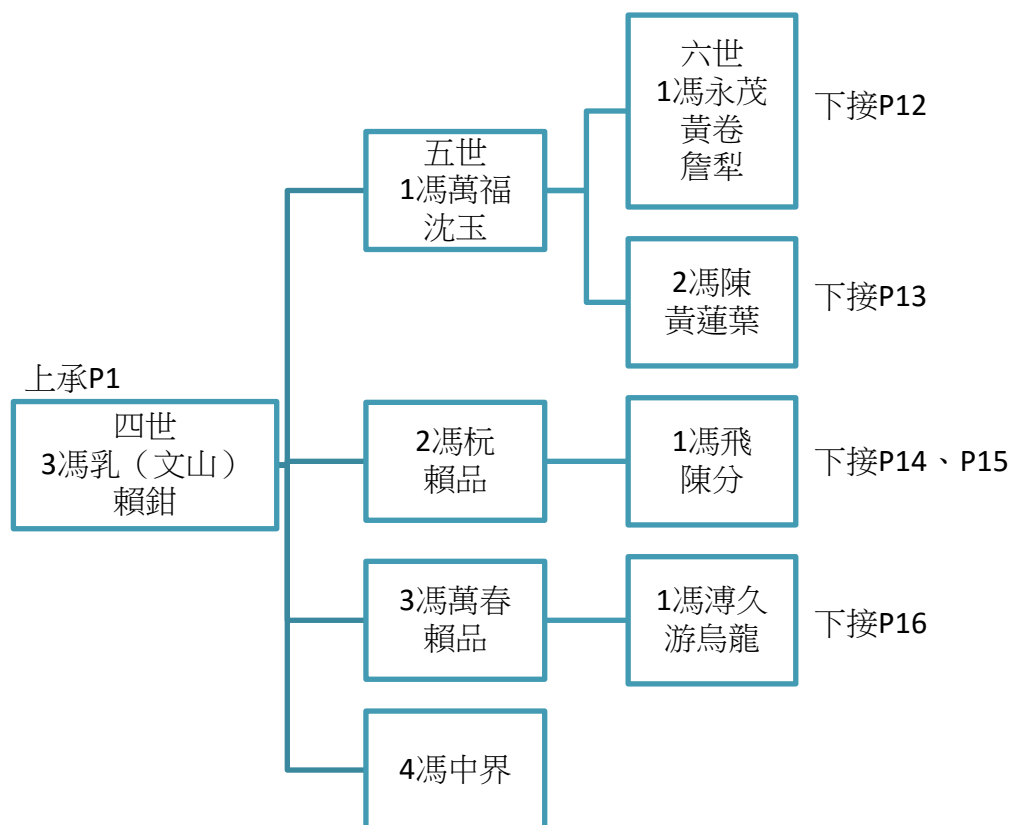 上承P1
四世
3馮乳（文山）
賴鉗
五世
1馮萬福
沈玉
六世
1馮永茂
黃卷
詹犁
下接P12
2馮陳
黃蓮葉
下接P13
2馮杬
賴品
1馮飛
陳分
下接P14、P15
3馮萬春
賴品
1馮溥久
游烏龍
下接P16
4馮中界